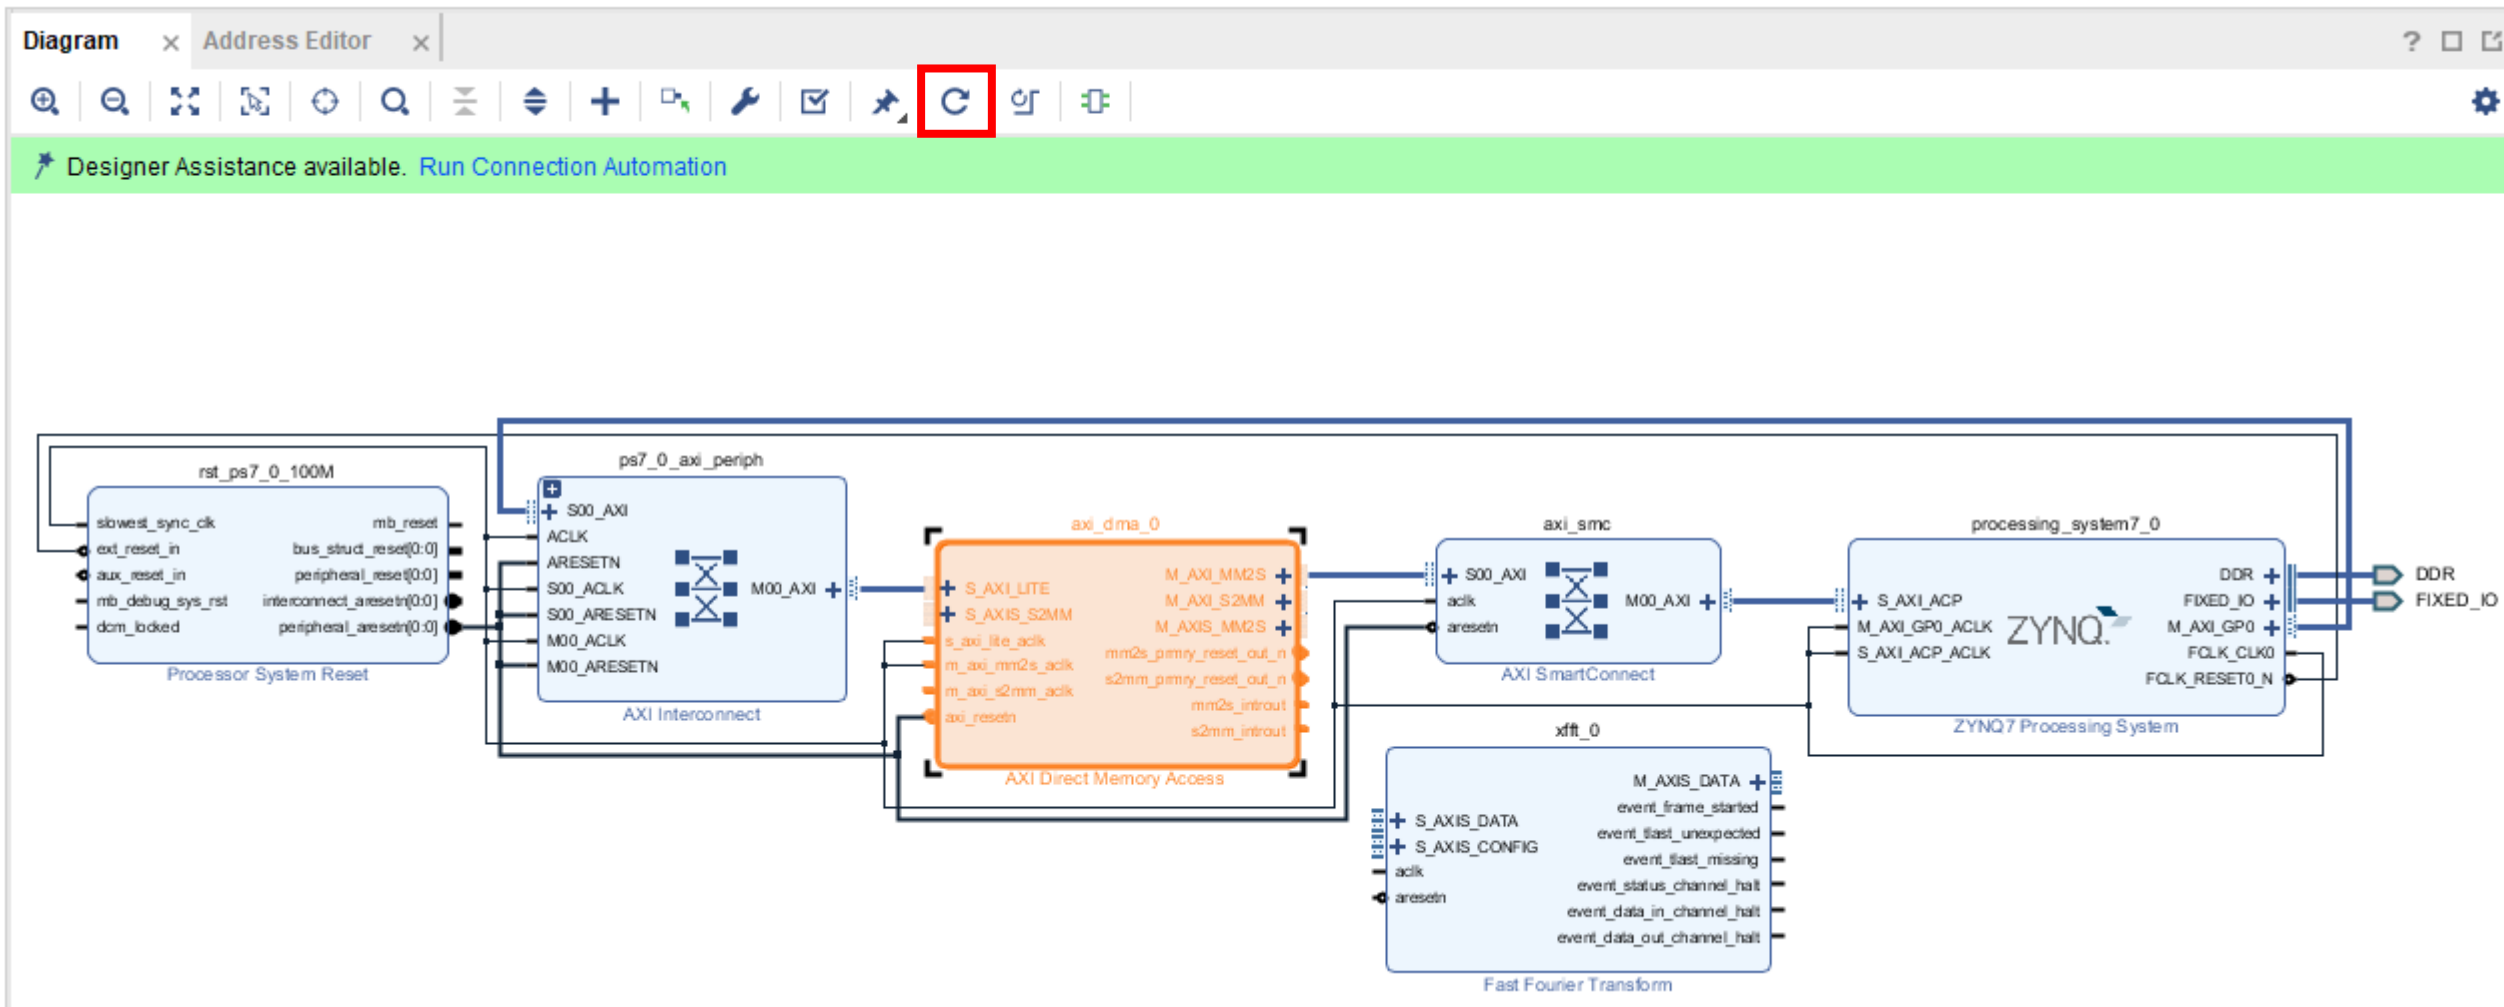 Diagram
Address Editor
Designer Assistance available. Run Connection Automation
rst_ps7_0_100M
slowest_sync_clk
ext_reset_in
aux_reset_in
mb_debug_sys_rst
dcm_locked
mb_reset
bus_struct_reset[0:0]
peripheral_reset[0:0]
interconnect_aresetn[0:0]
peripheral_aresetn[0:0]
Processor System Reset
ps7_0_axi_periph
S00_AXI
ACLK
ARESETN
S00_ACLK
S00_ARESETN
M00_ACLK
M00_ARESETN
M00_AXI
AXI Interconnect
axi_dma_0
S_AXI_LITE
S_AXIS_S2MM
s_axi_lite_aclk
m_axi_mm2s_aclk
m_axi_s2mm_aclk
axi_resetn
M_AXI_MM2S
M_AXI_S2MM
M_AXIS_MM2S
mm2s_prmry_reset_out_n
s2mm_prmry_reset_out_n
mm2s_introut
s2mm_introut
AXI Direct Memory Access
axi_smc
S00_AXI
aclk
aresetn
M00_AXI
AXI SmartConnect
processing_system7_0
S_AXI_ACP
M_AXI_GP0_ACLK
S_AXI_ACP_ACLK
ZYNQ.
DDR
FIXED_IO
M_AXI_GP0
FCLK_CLK0
FCLK_RESET0_N
ZYNQ7 Processing System
DDR
FIXED_IO
xfft_0
S_AXIS_DATA
S_AXIS_CONFIG
aclk
aresetn
M_AXIS_DATA
event_frame_started
event_tlast_unexpected
event_tlast_missing
event_status_channel_halt
event_data_in_channel_halt
event_data_out_channel_halt
Fast Fourier Transform